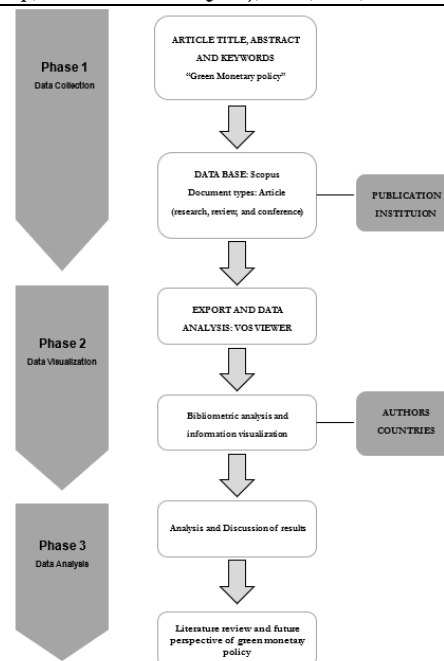 Phase 1
Data Collection
ARTICLE TITLE, ABSTRACT
AND KEYWORDS
“Green Monetary policy”
DATA BASE: Scopus
Document types: Article
(research, review, and conference)
PUBLICATION
INSTITUION
Phase 2
Data Visualization
EXPORT AND DATA
ANALYSIS: VOS VIEWER
Bibliometric analysis and
information visualization
AUTHORS
COUNTRIES
Phase 3
Data Analysis
Analysis and Discussion of results
Literature review and future
perspective of green monetary
policy